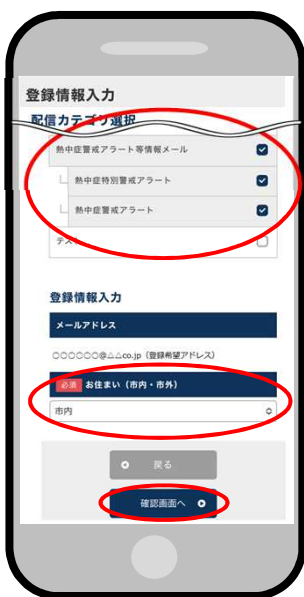 登録情報入力
配信カテゴリ選択
熱中症警戒アラート等情報メール
熱中症特別警戒アラート
熱中症警戒アラート
登録情報入力
メールアドレス
○○○○○○@△△co.jp（登録希望アドレス）
必須 お住まい（市内・市外）
市内
戻る
確認画面へ